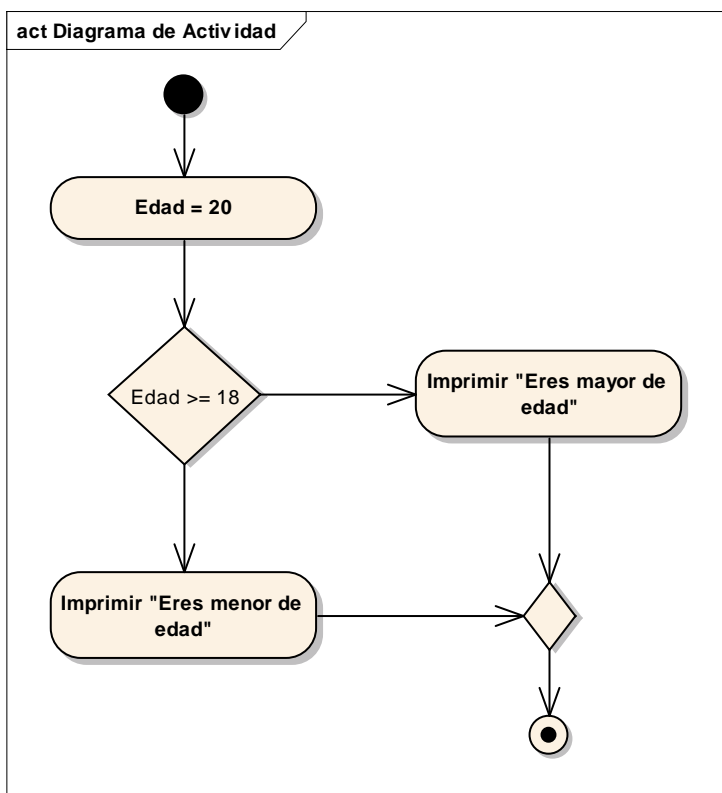 act Diagrama de Actividad
Edad = 20
Edad >= 18
Imprimir "Eres mayor de
edad"
Imprimir "Eres menor de
edad"